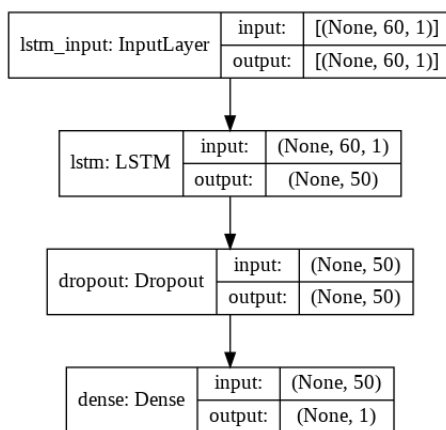 lstm_input: InputLayer
input: [(None, 60, 1)]
output: [(None, 60, 1)]
lstm: LSTM
input: (None, 60, 1)
output: (None, 50)
dropout: Dropout
input: (None, 50)
output: (None, 50)
dense: Dense
input: (None, 50)
output: (None, 1)